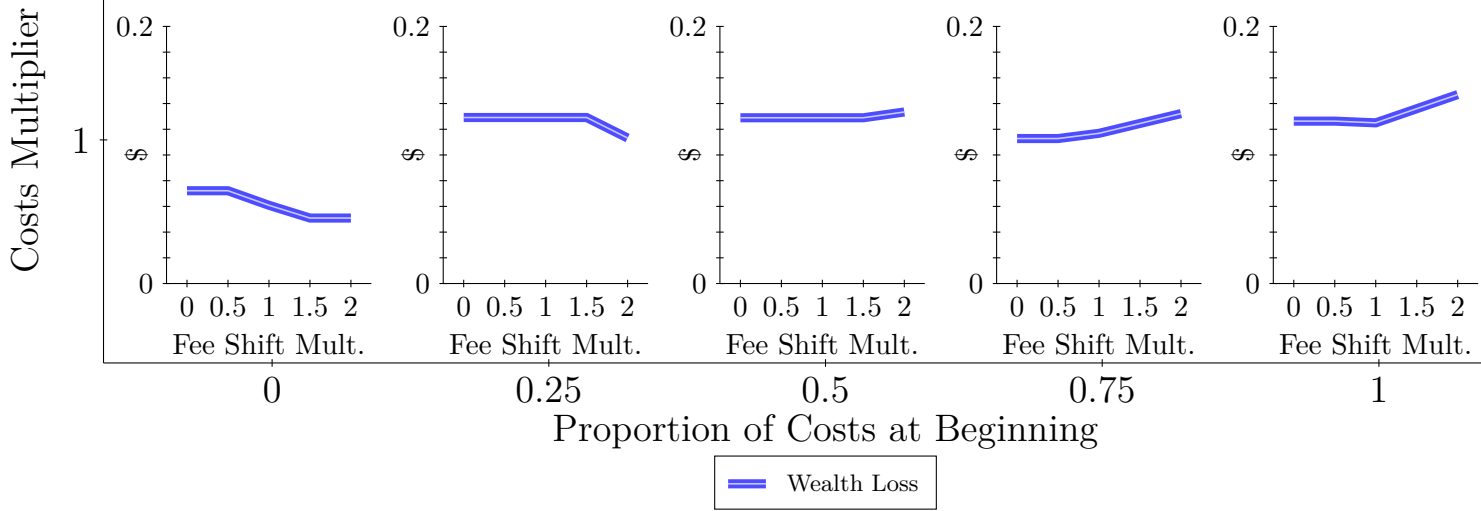 Costs Multiplier
1
0.2
$
0
0 0.5 1 1.5 2
Fee Shift Mult.
0.2
$
0
0 0.5 1 1.5 2
Fee Shift Mult.
0.2
$
0
0 0.5 1 1.5 2
Fee Shift Mult.
0.2
$
0
0 0.5 1 1.5 2
Fee Shift Mult.
0.2
$
0
0 0.5 1 1.5 2
Fee Shift Mult.
0 0.25 0.5 0.75 1
Proportion of Costs at Beginning
Wealth Loss